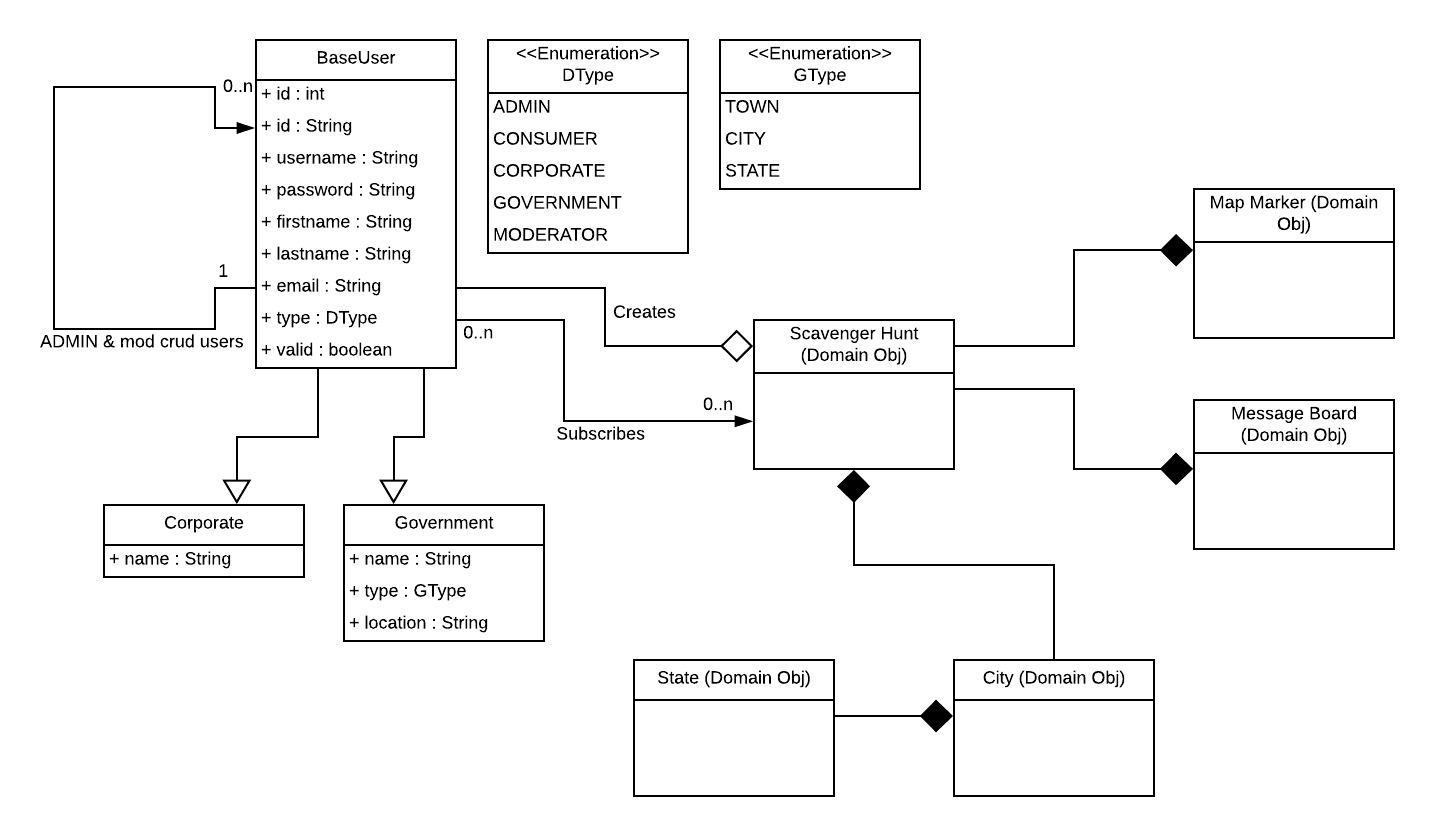 BaseUser
+ id : int
+ id : String
+ username : String
+ password : String
+ firstname : String
+ lastname : String
+ email : String
+ type : DType
+ valid : boolean
0..n
1
ADMIN & mod crud users
<<Enumeration>>
DType
ADMIN
CONSUMER
CORPORATE
GOVERNMENT
MODERATOR
<<Enumeration>>
GType
TOWN
CITY
STATE
Creates
0..n
0..n
Subscribes
Scavenger Hunt
(Domain Obj)
Map Marker (Domain
Obj)
Message Board
(Domain Obj)
Corporate
+ name : String
Government
+ name : String
+ type : GType
+ location : String
State (Domain Obj)
City (Domain Obj)